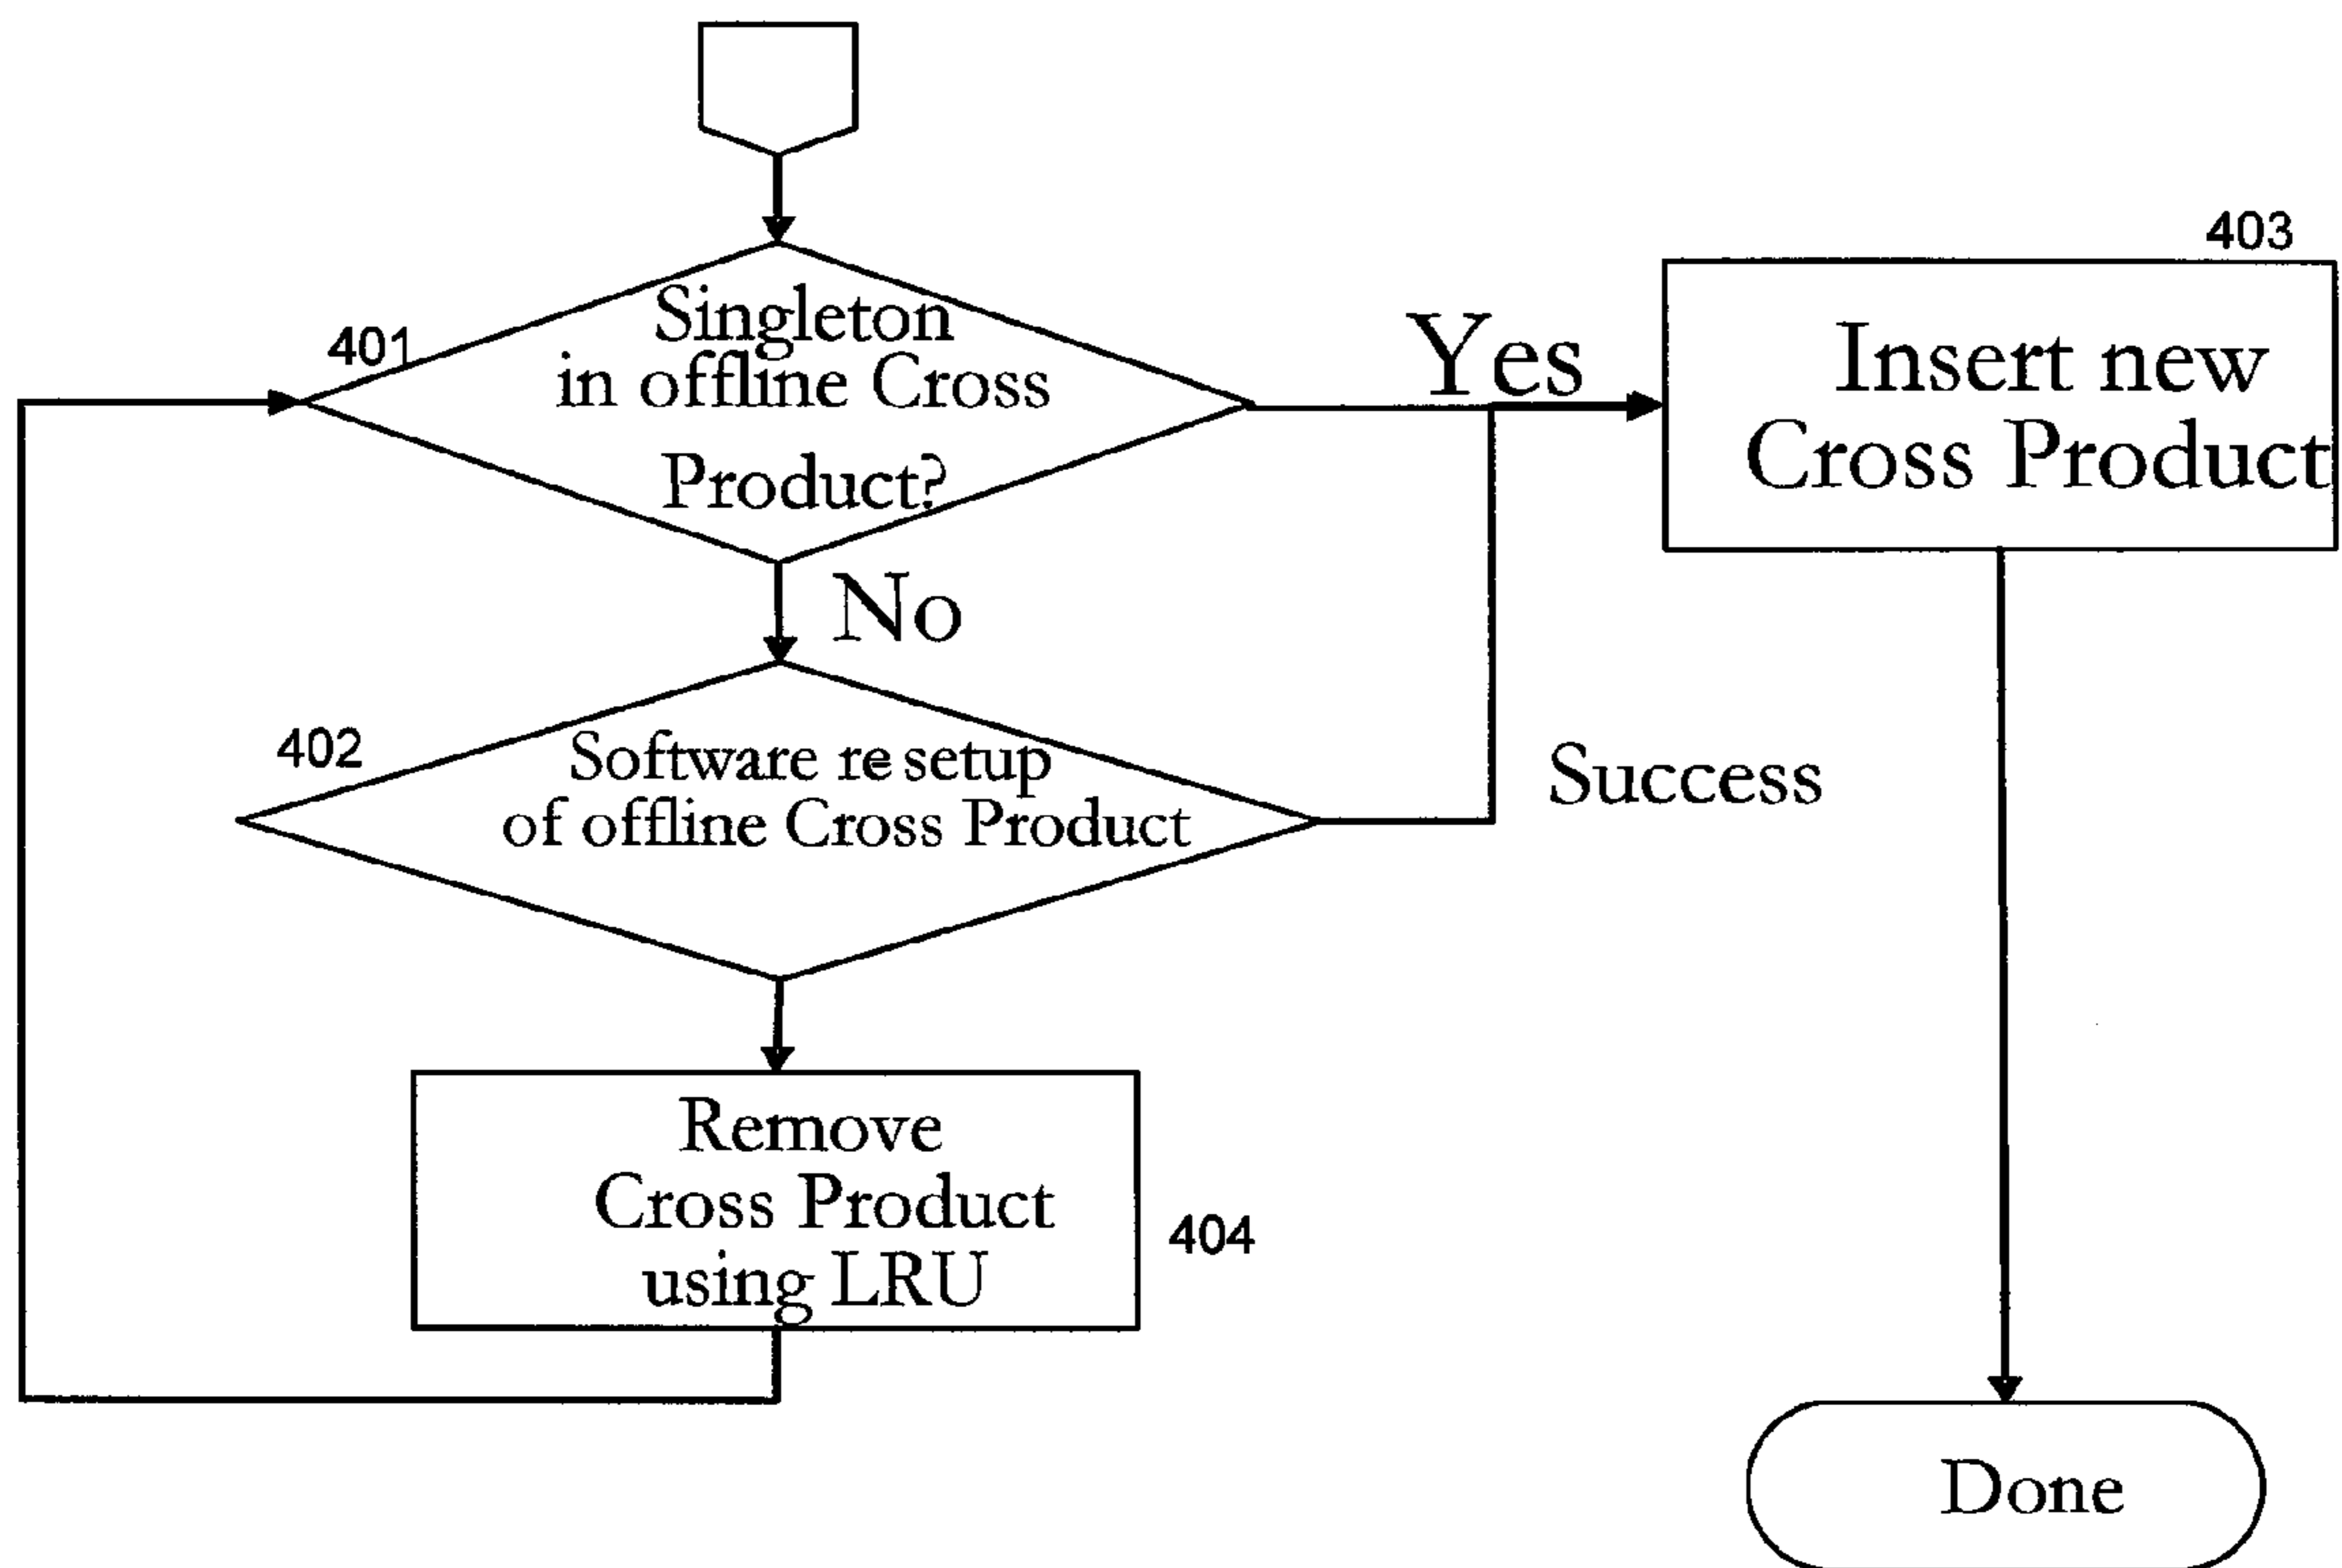 403
401
Singleton
in offline Cross
Product?
Yes
Insert new
Cross Product
No
402
Software re setup
of offline Cross Product
Success
Remove
Cross Product
using LRU
404
Done